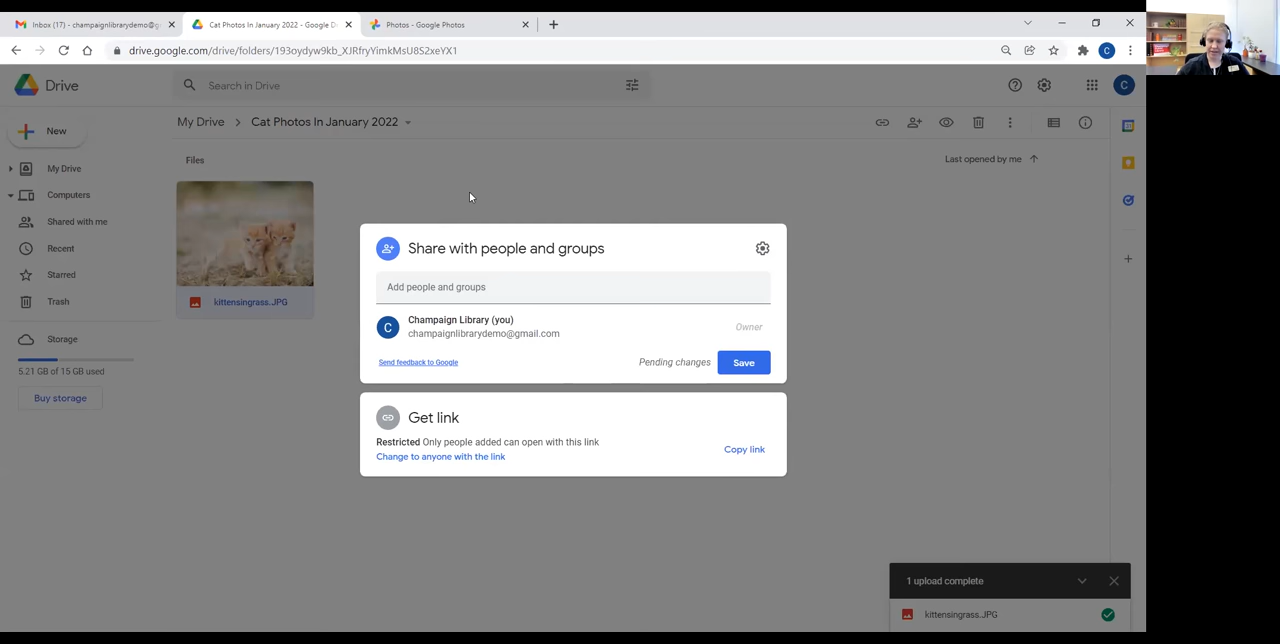 Inbox (17) - champaignlibrarydemo@g
Cat Photos In January 2022 - Google D
Photos - Google Photos
drive.google.com/drive/folders/193oydyw9kb_XJRfryYimkMsU8S2xeYX1
C
Drive
Search in Drive
C
New
My Drive
Cat Photos In January 2022
Files
Last opened by me
My Drive
Computers
Shared with me
Recent
Starred
Trash
Storage
5.21 GB of 15 GB used
Buy storage
kittensingrass.JPG
Share with people and groups
Add people and groups
C
Champaign Library (you)
champaignlibrarydemo@gmail.com
Owner
Send feedback to Google
Pending changes
Save
Get link
Restricted Only people added can open with this link
Change to anyone with the link
Copy link
1 upload complete
kittensingrass.JPG